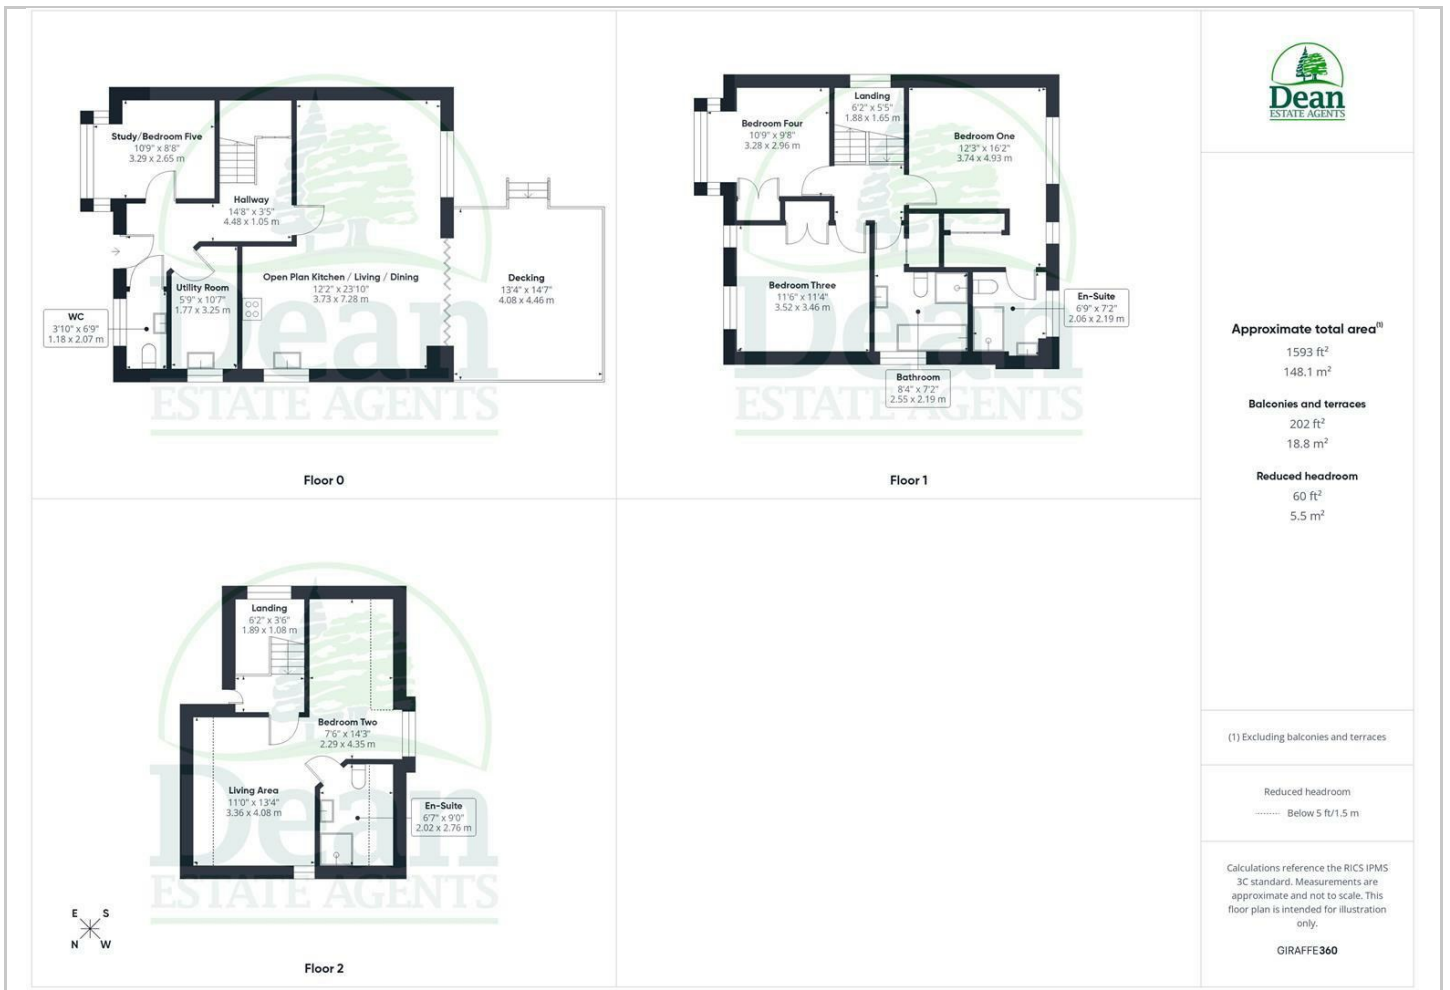 Study/Bedroom Five
10'9" x 8'8"
3.29 x 2.65 m
Hallway
14'8" x 3'5"
4.48 x 1.05 m
Open Plan Kitchen / Living / Dining
12'2" x 23'10"
3.73 x 7.28 m
Decking
13'4" x 14'7"
4.08 x 4.46 m
Utility Room
5'9" x 10'7"
1.77 x 3.25 m
WC
3'10" x 6'9"
1.18 x 2.07 m
Dean
ESTATE AGENTS
Floor 0
Landing
6'2" x 5'5"
1.88 x 1.65 m
Bedroom Four
10'9" x 9'8"
3.28 x 2.96 m
Bedroom One
12'3" x 16'2"
3.74 x 4.93 m
Bedroom Three
11'6" x 11'4"
3.52 x 3.46 m
En-Suite
6'9" x 7'2"
2.06 x 2.19 m
Bathroom
8'4" x 7'2"
2.55 x 2.19 m
Dean
ESTATE AGENTS
Floor 1
Landing
6'2" x 3'6"
1.89 x 1.08 m
Bedroom Two
7'6" x 14'3"
2.29 x 4.35 m
Living Area
11'0" x 13'4"
3.36 x 4.08 m
En-Suite
6'7" x 9'0"
2.02 x 2.76 m
Dean
ESTATE AGENTS
E S
N W
Floor 2
Dean
ESTATE AGENTS
Approximate total area(1)
1593 ft²
148.1 m²
Balconies and terraces
202 ft²
18.8 m²
Reduced headroom
60 ft²
5.5 m²
(1) Excluding balconies and terraces
Reduced headroom
Below 5 ft/1.5 m
Calculations reference the RICS IPMS
3C standard. Measurements are
approximate and not to scale. This
floor plan is intended for illustration
only.
GIRAFFE360